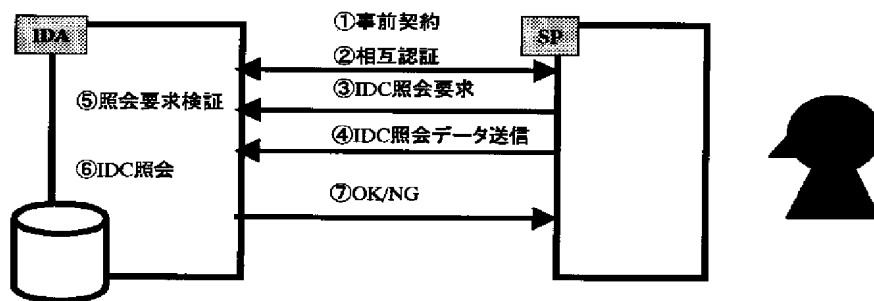 ①事前契約
IDA
SP
②相互認証
③IDC照会要求
⑤照会要求検証
④IDC照会データ送信
⑥IDC照会
⑦OK/NG